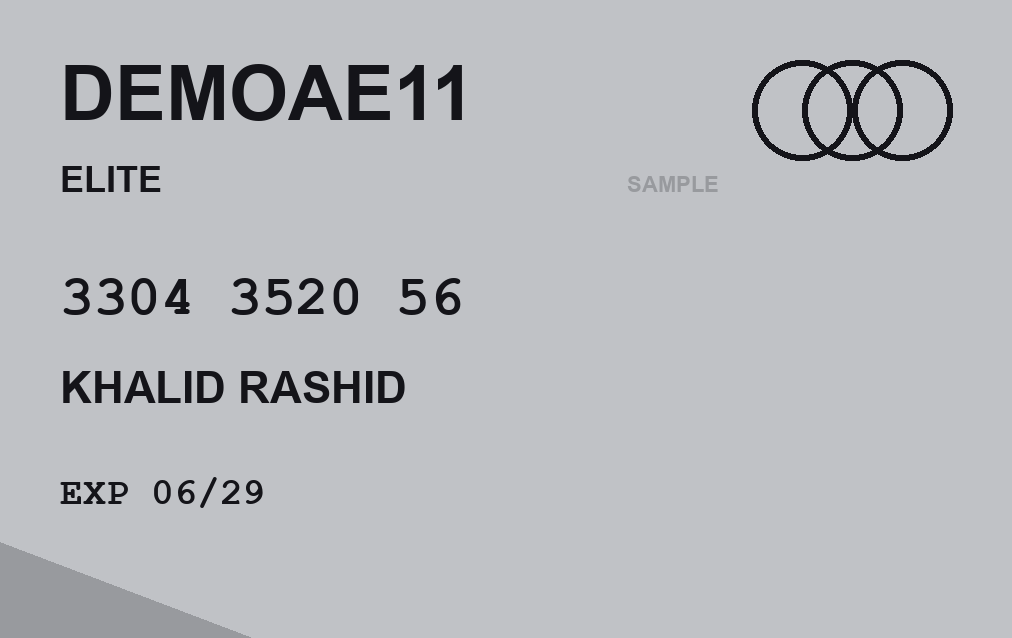 DEMOAE11
ELITE
SAMPLE
3304 3520 56
KHALID RASHID
EXP 06/29